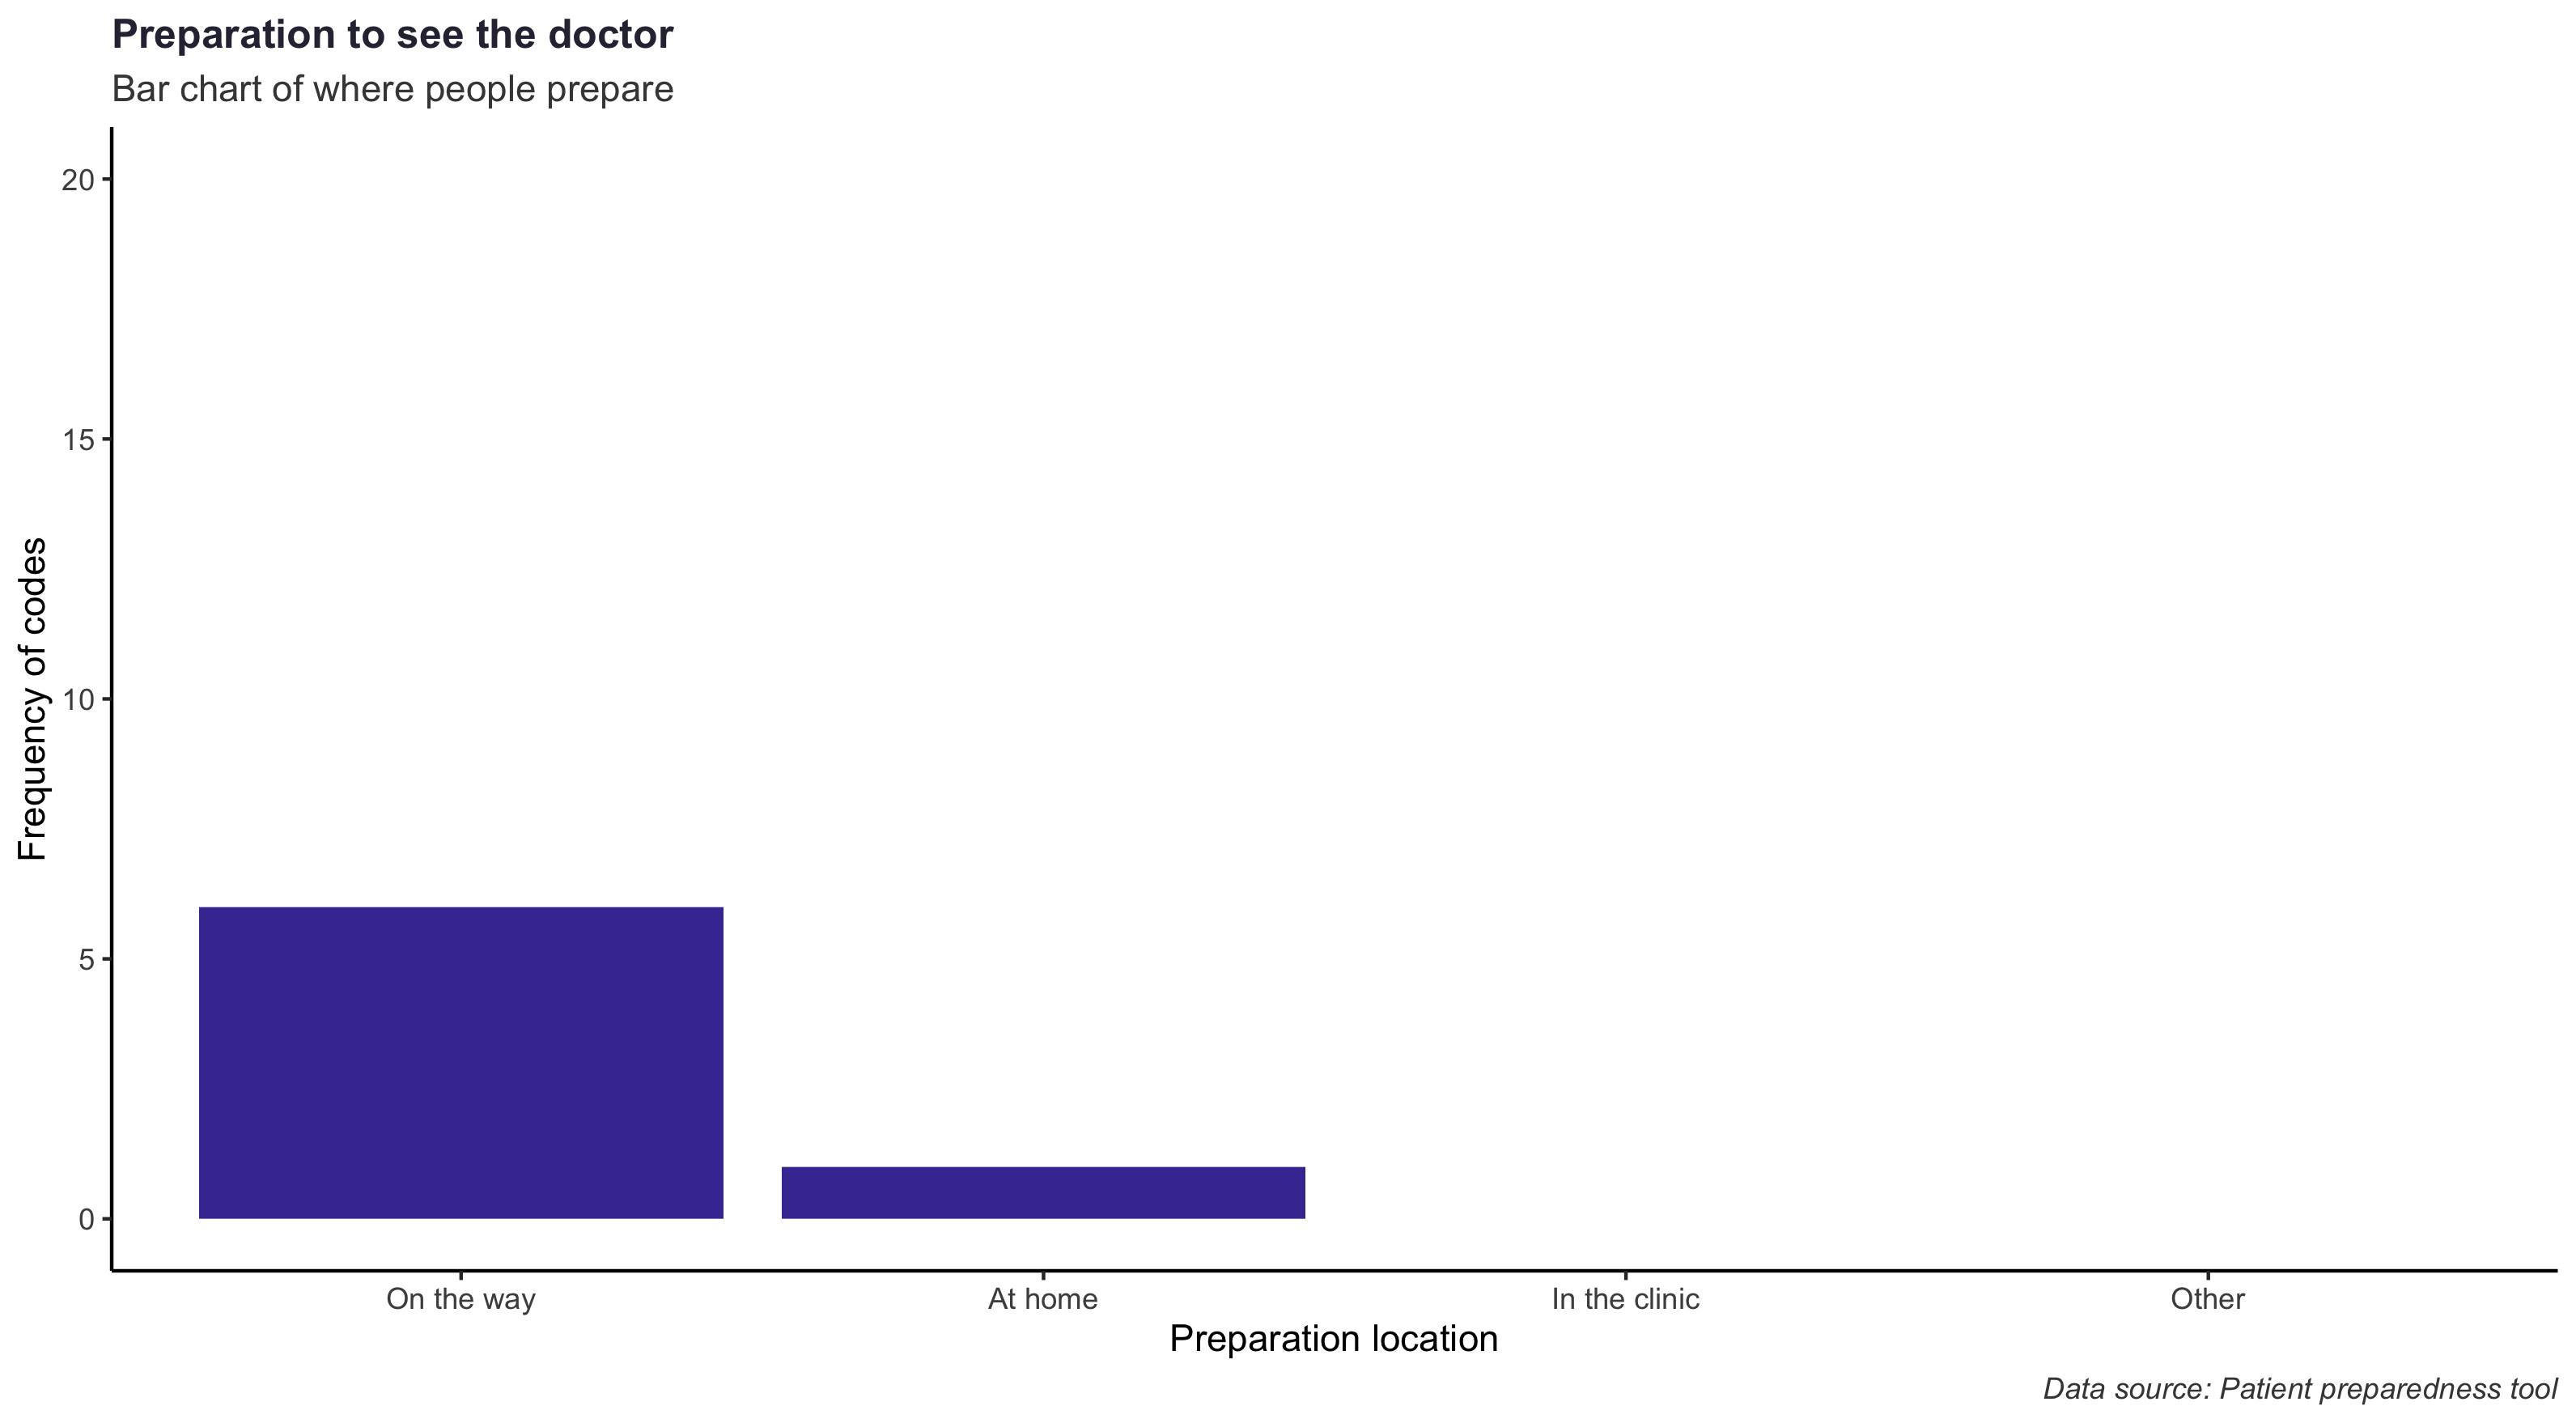 Preparation to see the doctor
Bar chart of where people prepare
20
15
10
5
0
Frequency of codes
On the way
At home
In the clinic
Other
Preparation location
Data source: Patient preparedness tool